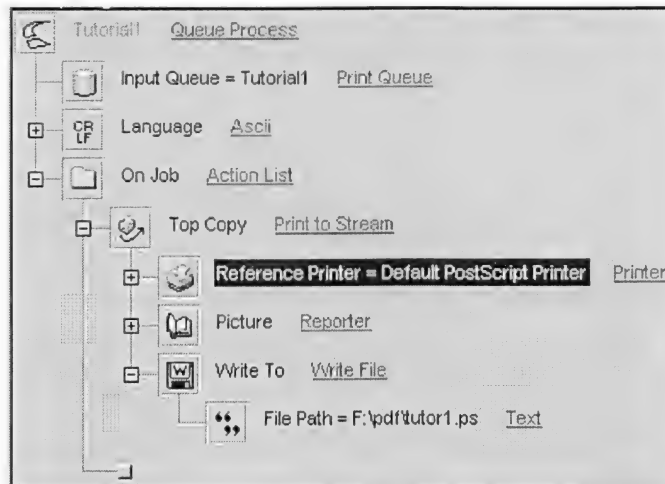 Tutorial1 Queue Process
Input Queue = Tutorial1 Print Queue
CR LF Language Ascii
On Job Action List
Top Copy Print to Stream
Reference Printer = Default PostScript Printer Printer
Picture Reporter
W Write To Write File
File Path = F:\pdf\tutor1.ps Text